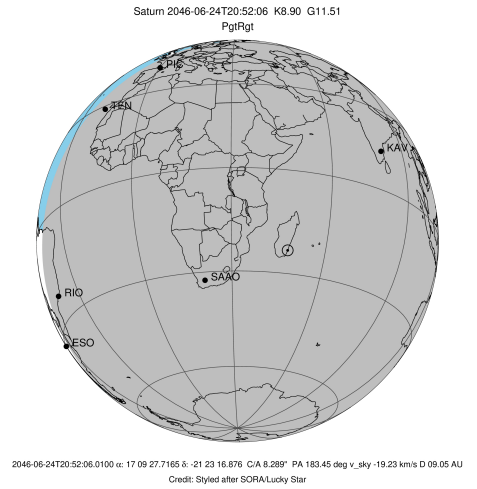 Saturn 2046-06-24T20:52:06 K8.90 G11.51
PgtRgt
PIC
TEN
KAV
SAAO
RIO
ESO
2046-06-24T20:52:06.0100 α: 17 09 27.7165 δ: -21 23 16.876 C/A 8.289" PA 183.45 deg v_sky -19.23 km/s D 09.05 AU
Credit: Styled after SORA/Lucky Star